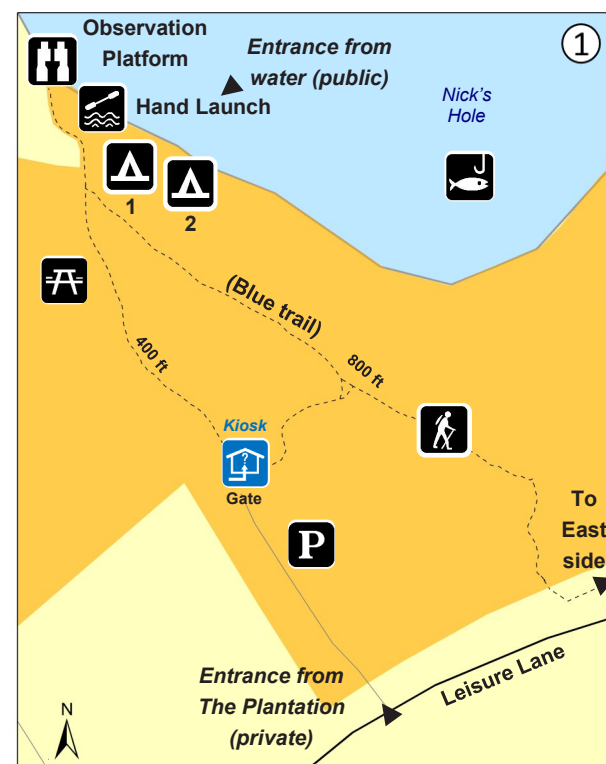 Observation
Platform
1
Entrance from
water (public)
Hand Launch
Nick's
Hole
1
2
(Blue trail)
400 ft
800 ft
Kiosk
?
Gate
P
To
East
side
Entrance from
The Plantation
(private)
Leisure Lane
N